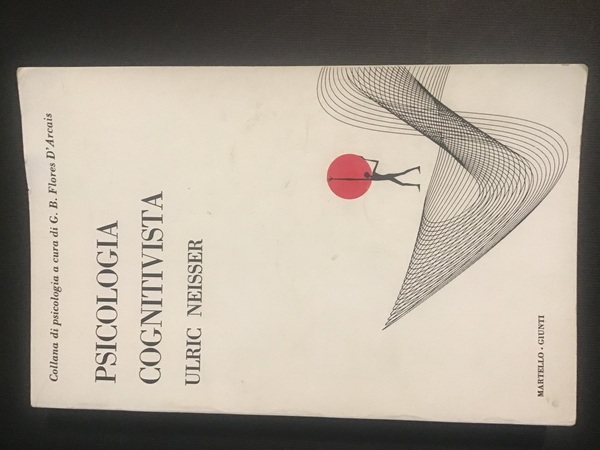 Collana di psicologia a cura di G. B. Flores D'Arcais
PSICOLOGIA
COGNITIVISTA
ULRIC NEISSER
MARTELLO - GIUNTI